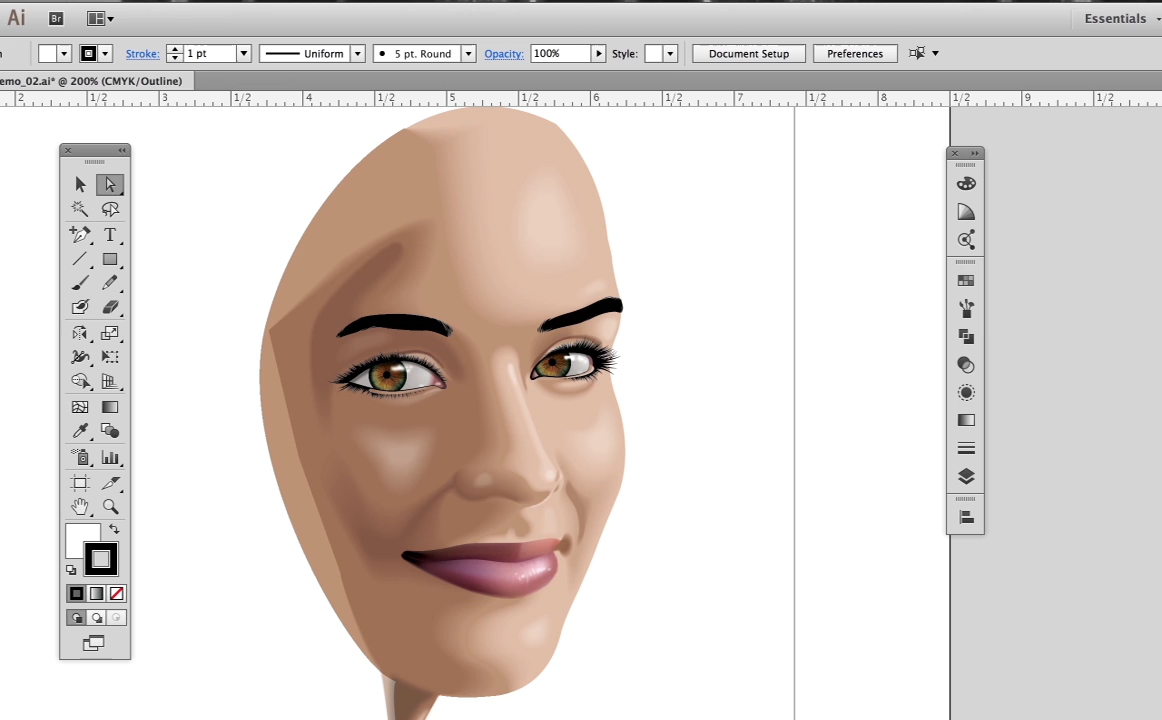 Ai Br Essentials
n Stroke: 1 pt Uniform 5 pt. Round Opacity: 100% Style: Document Setup Preferences
emo_02.ai* @ 200% (CMYK/Outline)
2 1/2 3 1/2 4 1/2 5 1/2 6 1/2 7 1/2 8 1/2 9 1/2
T